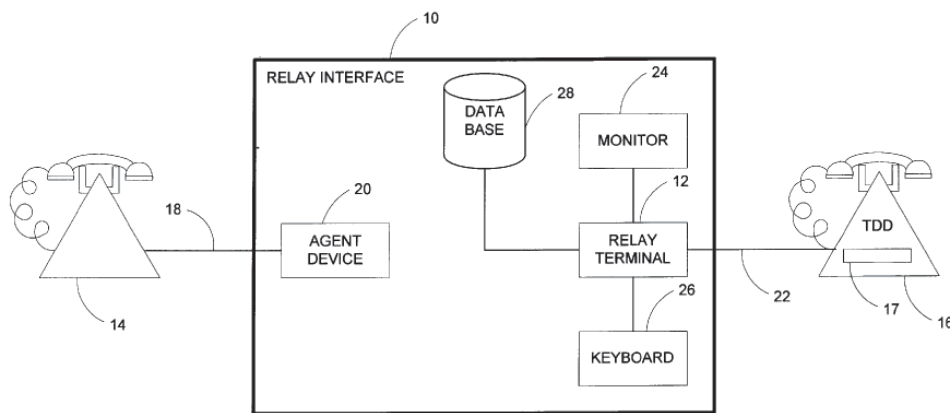 10
RELAY INTERFACE
DATA
BASE
28
24
MONITOR
20
AGENT
DEVICE
18
12
RELAY
TERMINAL
TDD
14
26
KEYBOARD
22
17
16